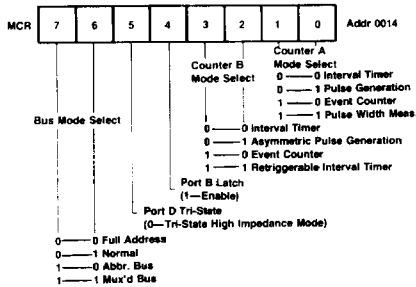 MCR 7 6 5 4 3 2 1 0 Addr 0014
Counter A
Mode Select
0 0 Interval Timer
0 1 Pulse Generation
1 0 Event Counter
1 1 Pulse Width Meas.
Counter B
Mode Select
0 0 Interval Timer
0 1 Asymmetric Pulse Generation
1 0 Event Counter
1 1 Retriggerable Interval Timer
Port B Latch
(1—Enable)
Port D Tri-State
(0—Tri-State High Impedance Mode)
Bus Mode Select
0 0 Full Address
0 1 Normal
1 0 Abbr. Bus
1 1 Mux'd Bus